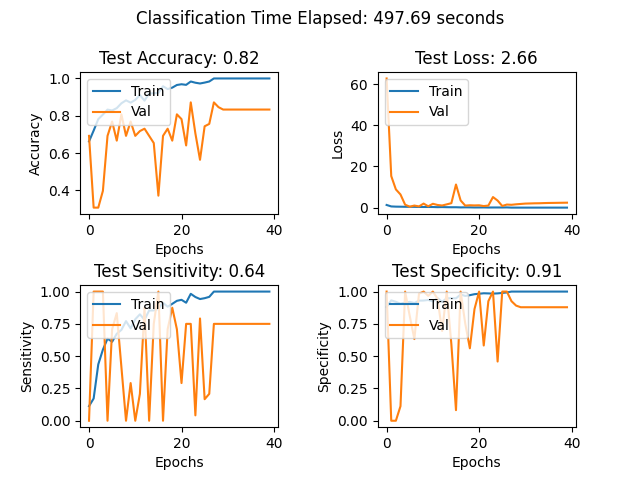 Classification Time Elapsed: 497.69 seconds
Test Accuracy: 0.82
1.0
0.8
0.6
0.4
Accuracy
Train
Val
0 20 40
Epochs
Test Loss: 2.66
60
40
20
0
Loss
Train
Val
0 20 40
Epochs
Test Sensitivity: 0.64
1.00
0.75
0.50
0.25
0.00
Sensitivity
Train
Val
0 20 40
Epochs
Test Specificity: 0.91
1.00
0.75
0.50
0.25
0.00
Specificity
Train
Val
0 20 40
Epochs